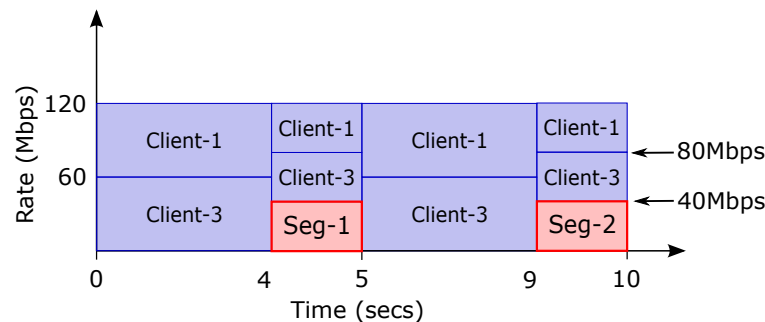 Rate (Mbps)
120
60
Client-1
Client-1
Client-1
Client-1
Client-3
Client-3
Client-3
Client-3
Seg-1
Seg-2
80Mbps
40Mbps
0
4
5
9
10
Time (secs)